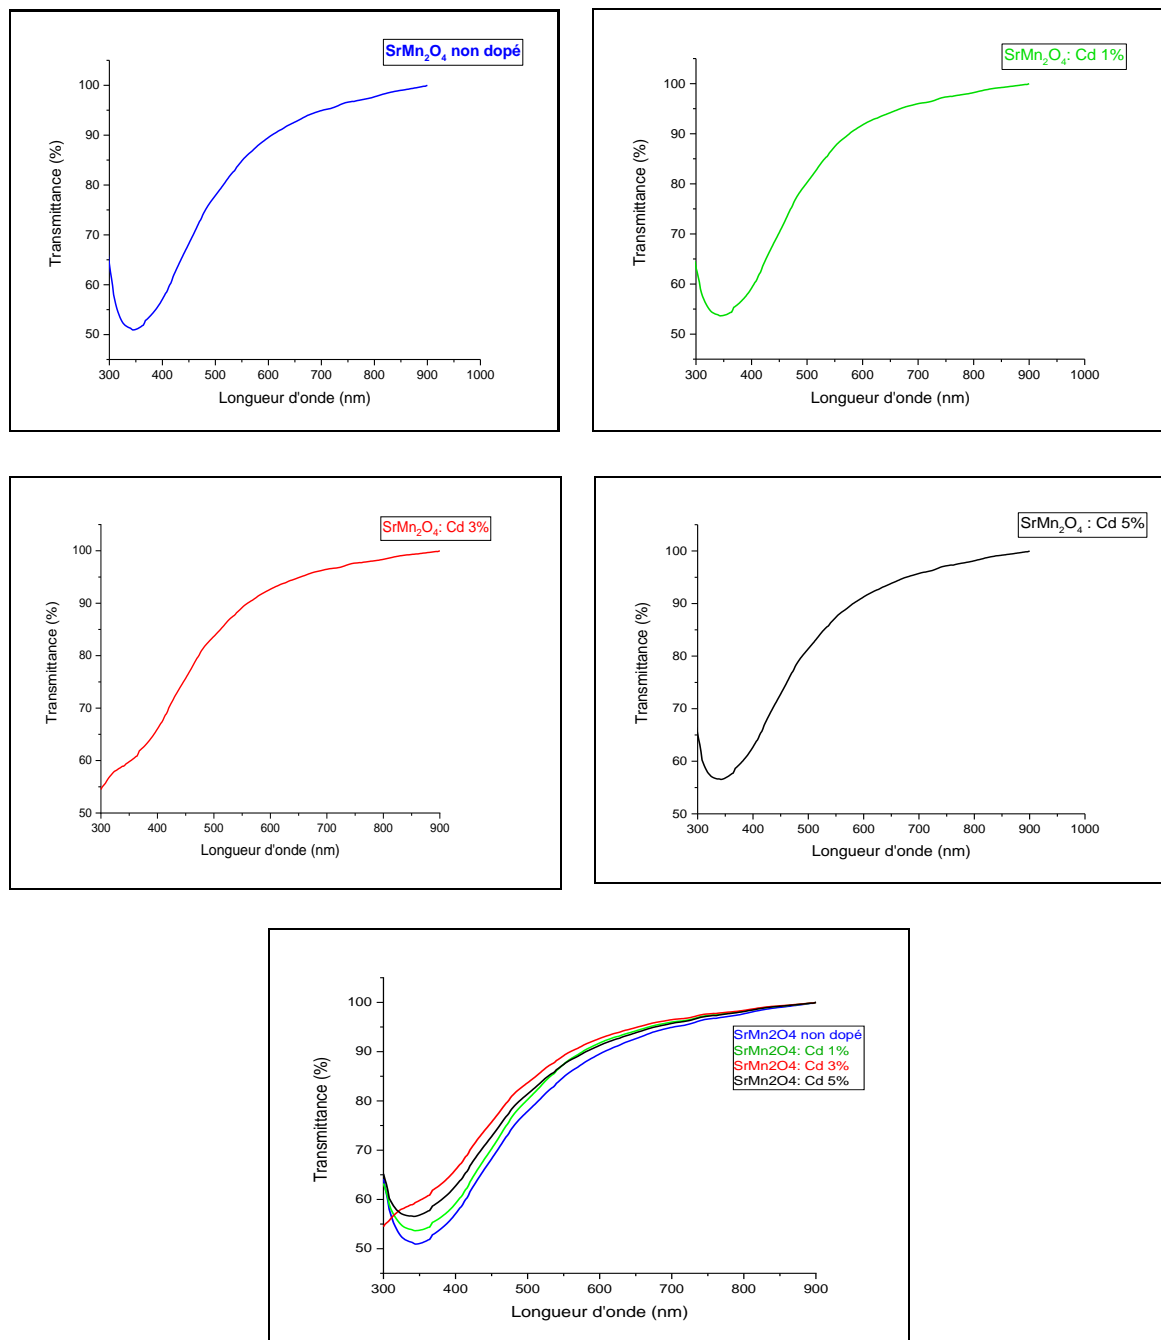 SrMn₂O₄ non dopé
Transmittance (%)
100
90
80
70
60
50
300 400 500 600 700 800 900 1000
Longueur d'onde (nm)
SrMn₂O₄: Cd 1%
Transmittance (%)
100
90
80
70
60
50
300 400 500 600 700 800 900 1000
Longueur d'onde (nm)
SrMn₂O₄: Cd 3%
Transmittance (%)
100
90
80
70
60
50
300 400 500 600 700 800 900
Longueur d'onde (nm)
SrMn₂O₄ : Cd 5%
Transmittance (%)
100
90
80
70
60
50
300 400 500 600 700 800 900 1000
Longueur d'onde (nm)
Transmittance (%)
100
90
80
70
60
50
SrMn2O4 non dopé
SrMn2O4: Cd 1%
SrMn2O4: Cd 3%
SrMn2O4: Cd 5%
300 400 500 600 700 800 900
Longueur d'onde (nm)